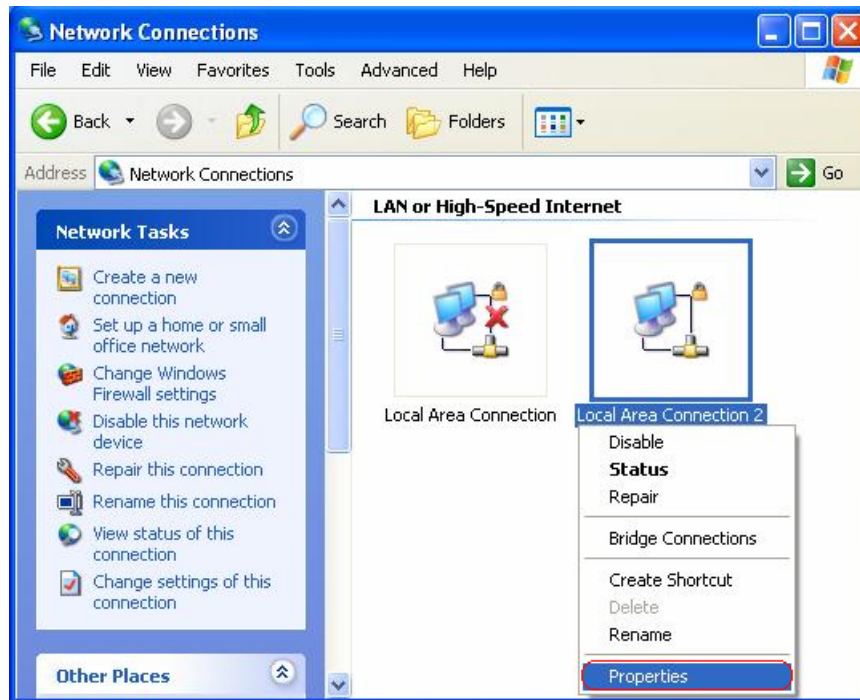 Network Connections
File Edit View Favorites Tools Advanced Help
Back Search Folders
Address Network Connections Go
Network Tasks
Create a new
connection
Set up a home or small
office network
Change Windows
Firewall settings
Disable this network
device
Repair this connection
Rename this connection
View status of this
connection
Change settings of this
connection
Other Places
LAN or High-Speed Internet
Local Area Connection
Local Area Connection 2
Disable
Status
Repair
Bridge Connections
Create Shortcut
Delete
Rename
Properties